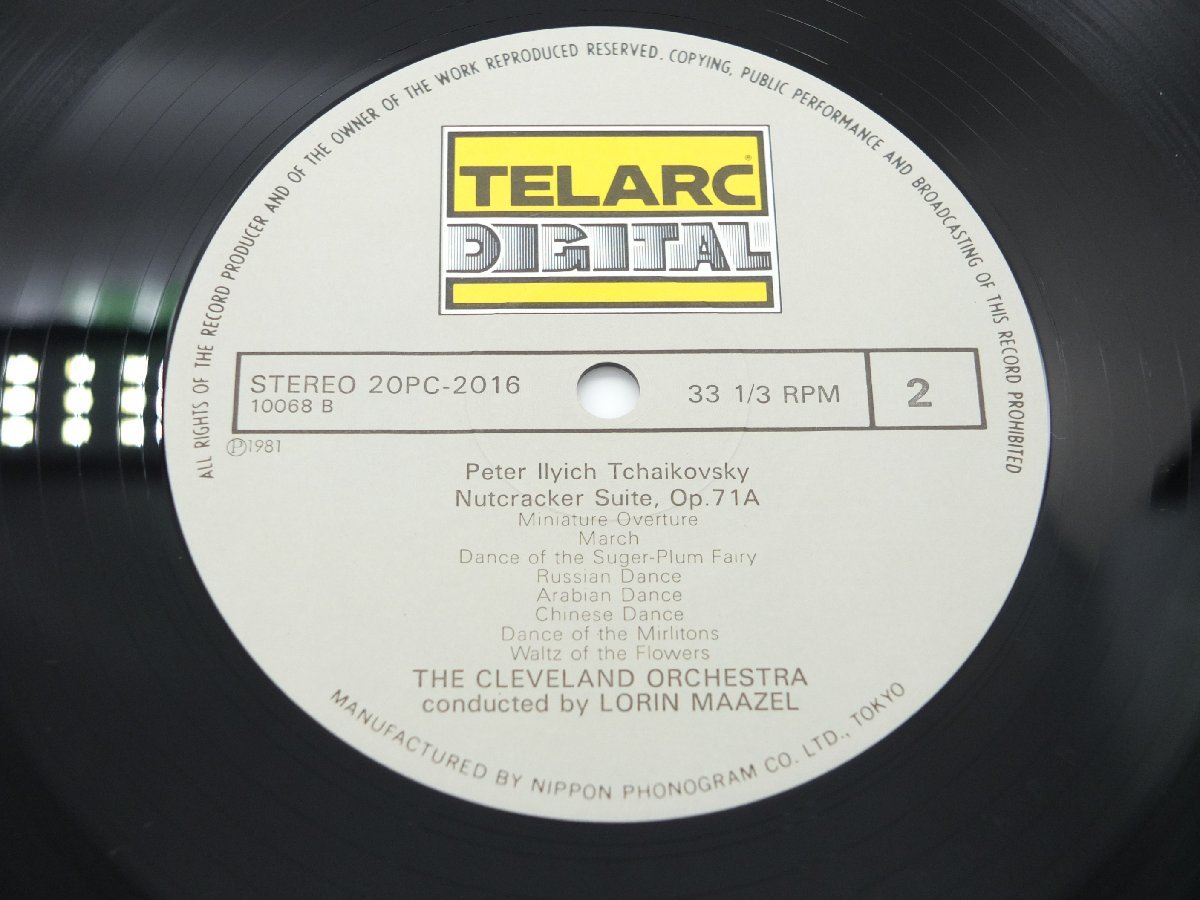 ALL RIGHTS OF THE RECORD PRODUCER AND OF THE OWNER OF THE WORK REPRODUCED RESERVED. COPYING, PUBLIC PERFORMANCE AND BROADCASTING OF THIS RECORD PROHIBITED
TELARC®
DIGITAL
STEREO 20PC-2016
10068 B
33 1/3 RPM
2
Ⓟ1981
Peter Ilyich Tchaikovsky
Nutcracker Suite, Op.71A
Miniature Overture
March
Dance of the Suger-Plum Fairy
Russian Dance
Arabian Dance
Chinese Dance
Dance of the Mirlitons
Waltz of the Flowers
THE CLEVELAND ORCHESTRA
conducted by LORIN MAAZEL
MANUFACTURED BY NIPPON PHONOGRAM CO. LTD., TOKYO